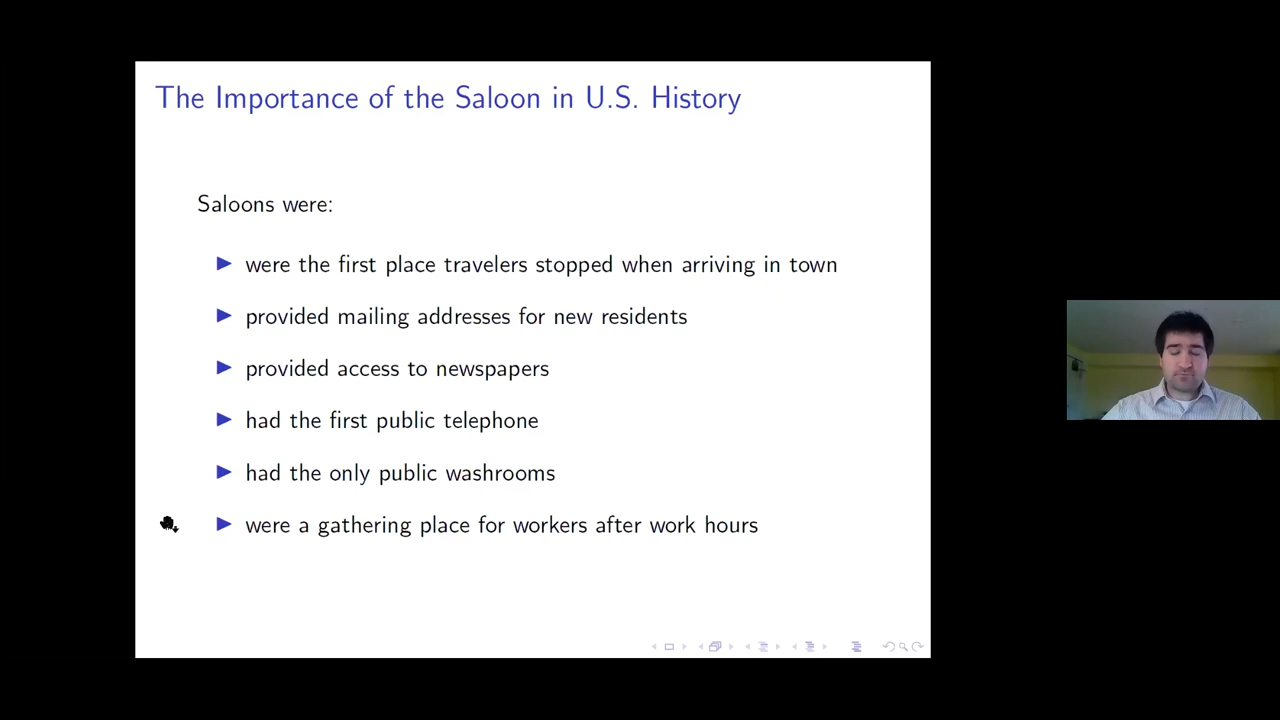 The Importance of the Saloon in U.S. History
Saloons were:
were the first place travelers stopped when arriving in town
provided mailing addresses for new residents
provided access to newspapers
had the first public telephone
had the only public washrooms
were a gathering place for workers after work hours